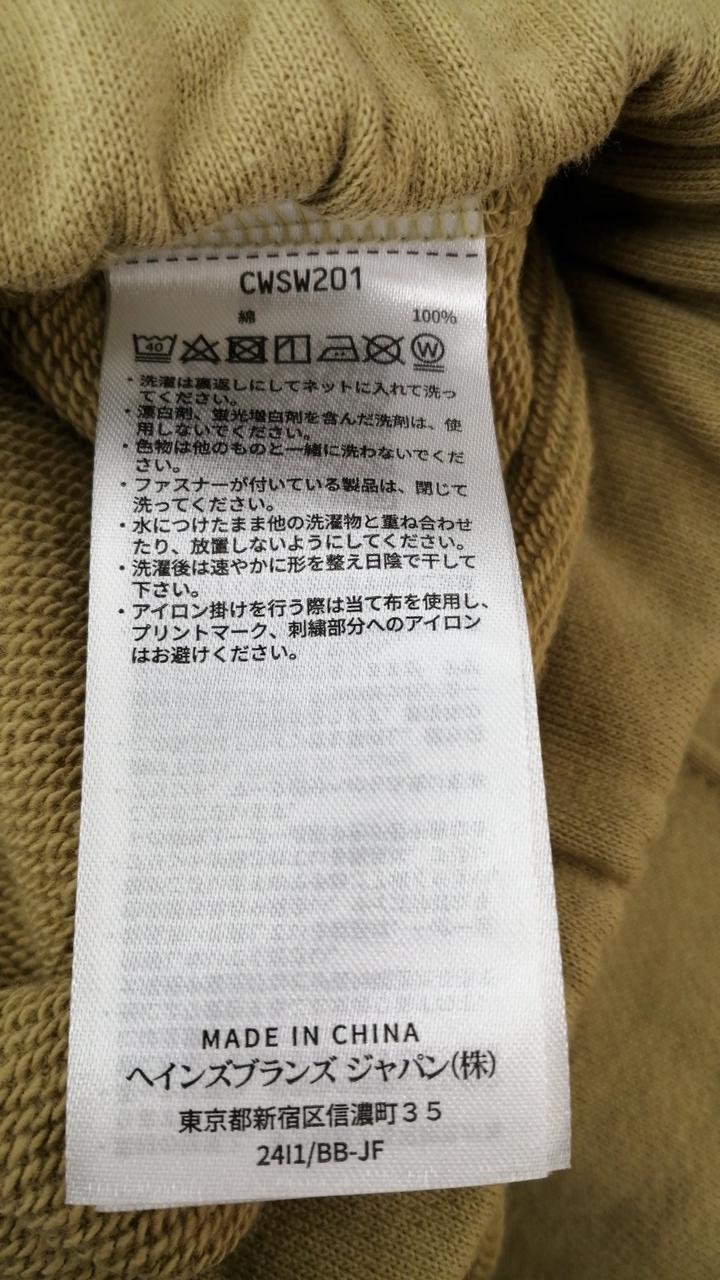 CWSW201
綿 100%
40 W
・洗濯は裏返しにしてネットに入れて洗っ
てください。
・漂白剤、蛍光増白剤を含んだ洗剤は、使
用しないでください。
・色物は他のものと一緒に洗わないでくだ
さい。
・ファスナーが付いている製品は、閉じて
洗ってください。
・水につけたまま他の洗濯物と重ね合わせ
たり、放置しないようにしてください。
・洗濯後は速やかに形を整え日陰で干して
下さい。
・アイロン掛けを行う際は当て布を使用し、
プリントマーク、刺繍部分へのアイロン
はお避けください。
MADE IN CHINA
ヘインズブランズ ジャパン(株)
東京都新宿区信濃町３５
24I1/BB-JF